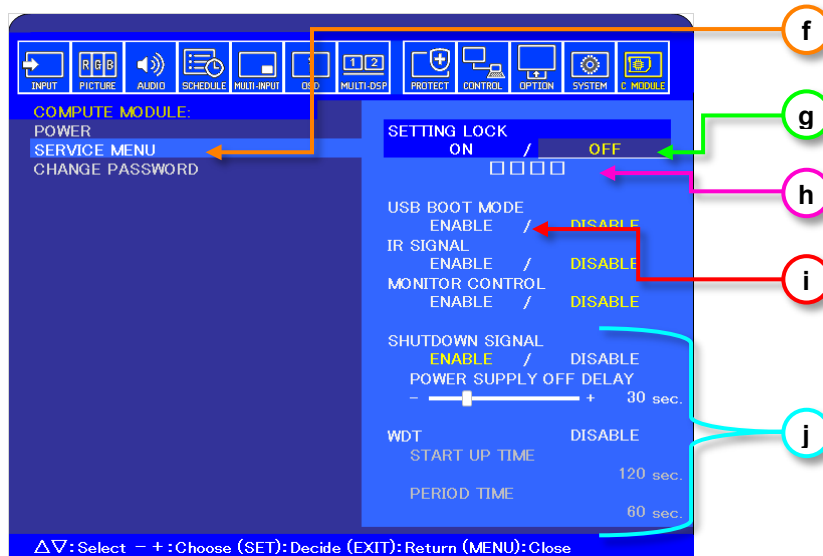 f
INPUT RGB PICTURE AUDIO SCHEDULE MULTI-INPUT 1 OSD 1 2 MULTI-DSP PROTECT CONTROL OPTION SYSTEM C MODULE
COMPUTE MODULE:
POWER
SERVICE MENU
CHANGE PASSWORD
SETTING LOCK
ON / OFF
g
□□□□
h
USB BOOT MODE
ENABLE / DISABLE
i
IR SIGNAL
ENABLE / DISABLE
MONITOR CONTROL
ENABLE / DISABLE
SHUTDOWN SIGNAL
ENABLE / DISABLE
POWER SUPPLY OFF DELAY
- + 30 sec.
j
WDT DISABLE
START UP TIME
120 sec.
PERIOD TIME
60 sec.
△▽:Select -+:Choose (SET):Decide (EXIT):Return (MENU):Close